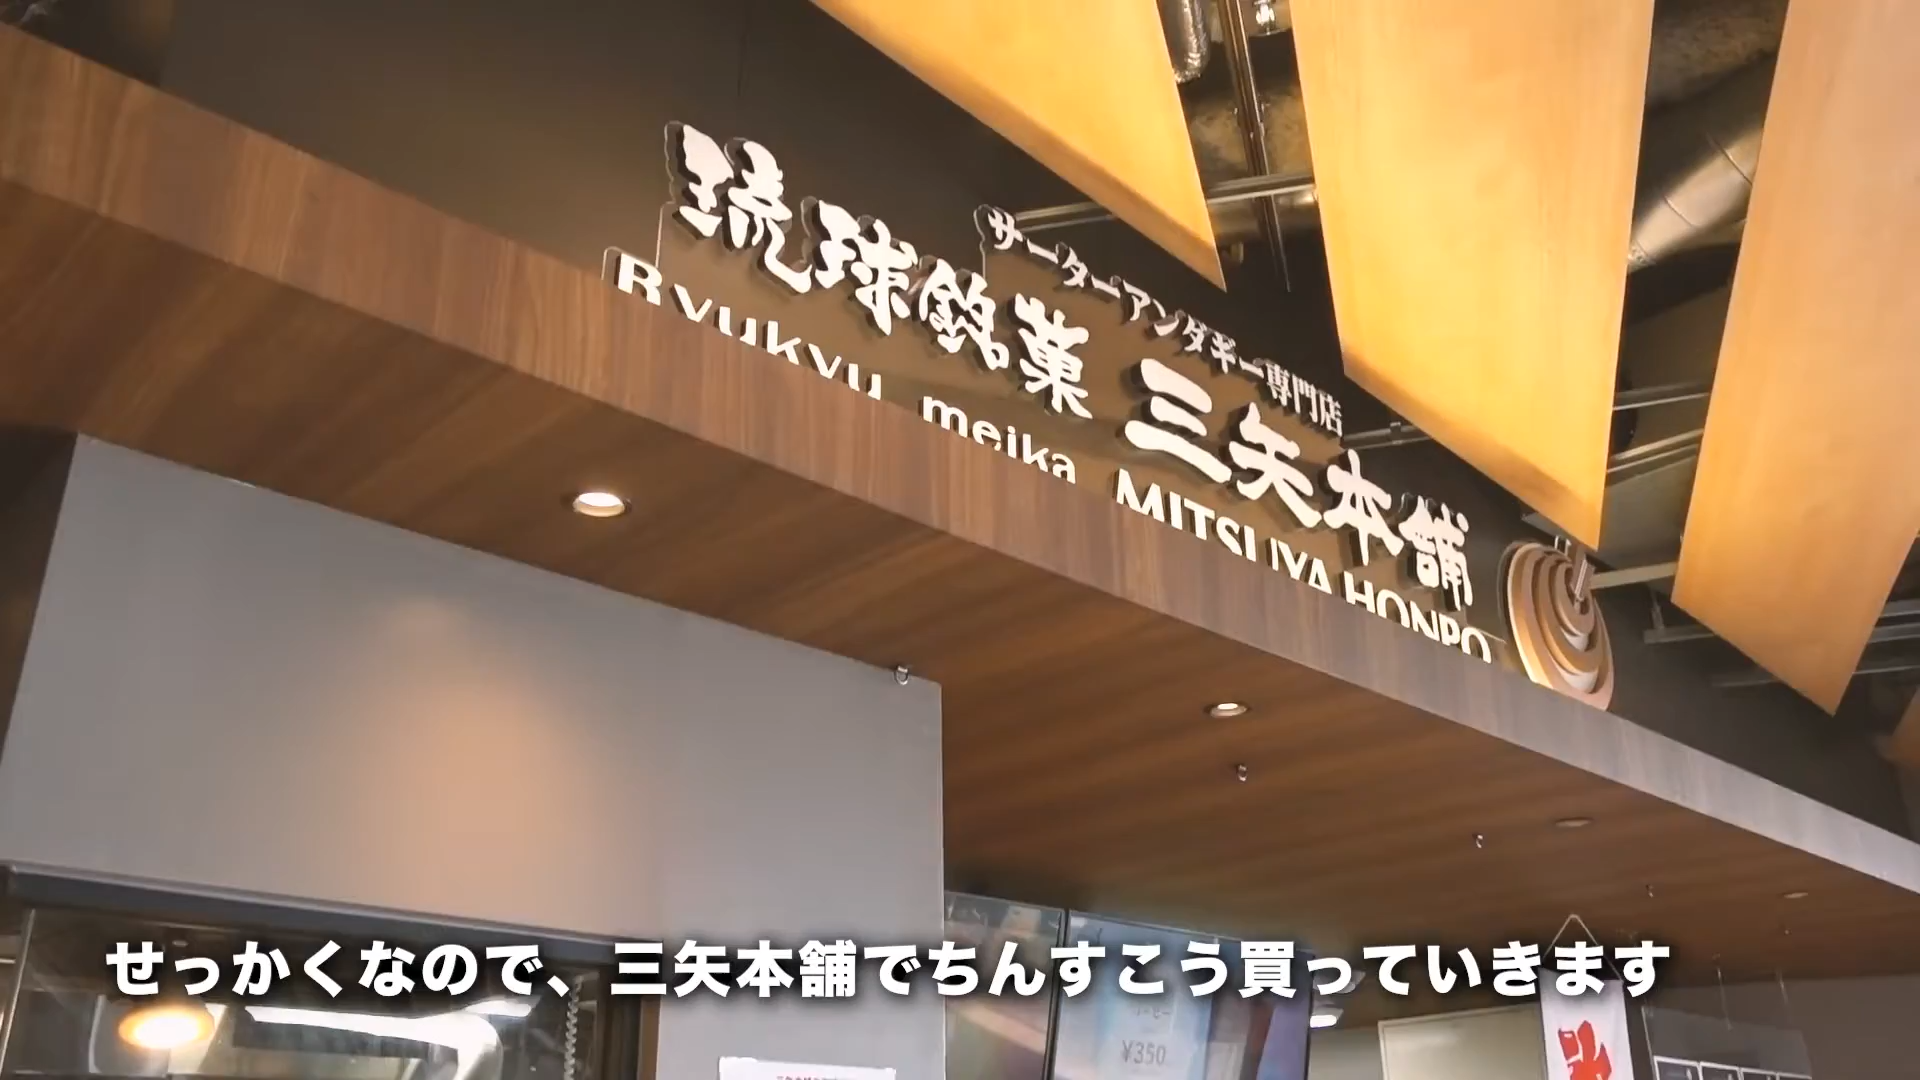 サーターアンダギー専門店
琉球銘菓 三矢本舗
Ryukyu meika MITSUYA HONPO
¥350
せっかくなので、三矢本舗でちんすこう買っていきます